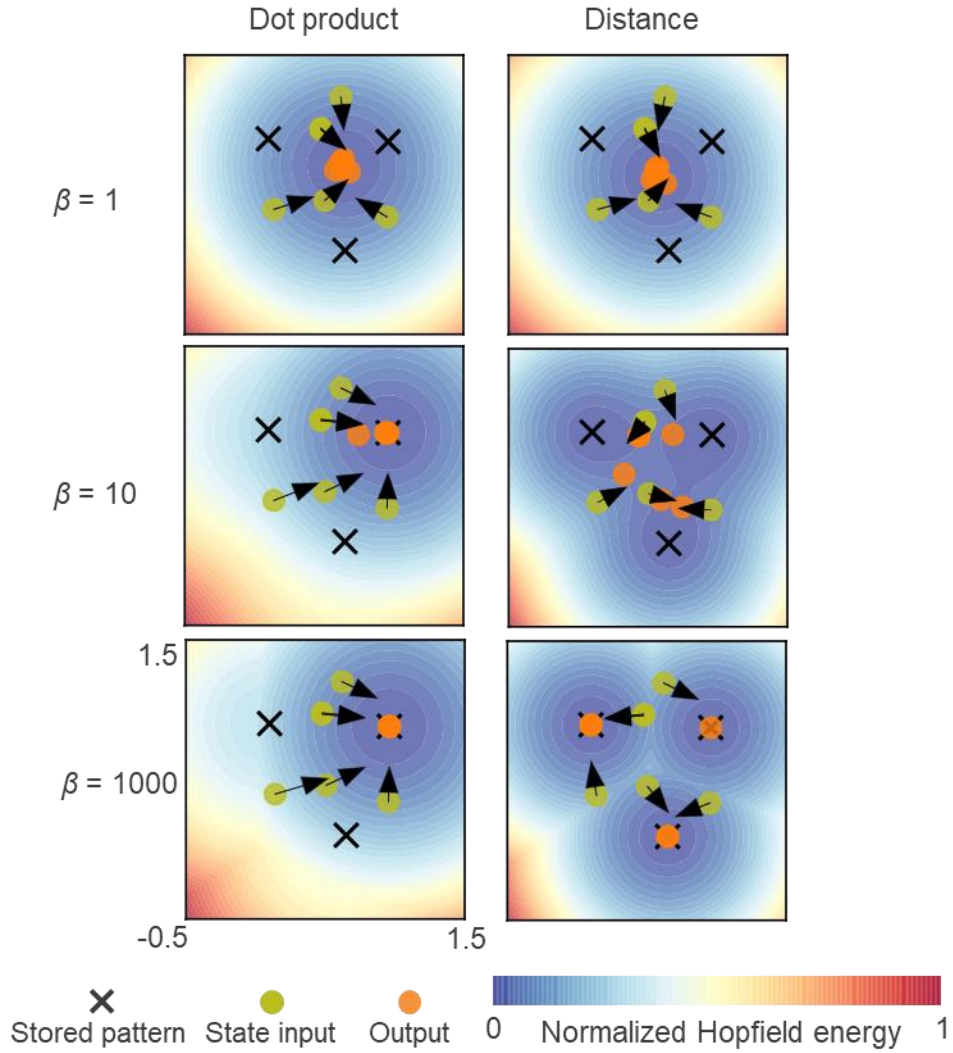 Dot product Distance
β = 1
β = 10
1.5
β = 1000
-0.5 1.5
Stored pattern State input Output 0 Normalized Hopfield energy 1